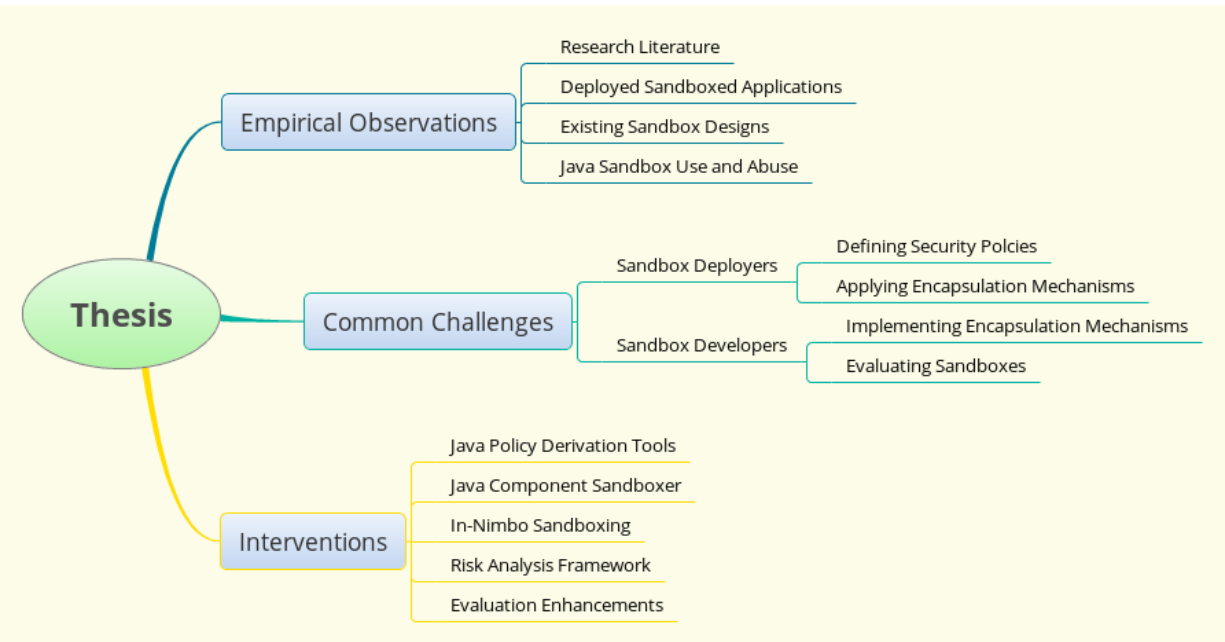 Thesis
Empirical Observations
Research Literature
Deployed Sandboxed Applications
Existing Sandbox Designs
Java Sandbox Use and Abuse
Common Challenges
Sandbox Deployers
Defining Security Polcies
Applying Encapsulation Mechanisms
Sandbox Developers
Implementing Encapsulation Mechanisms
Evaluating Sandboxes
Interventions
Java Policy Derivation Tools
Java Component Sandboxer
In-Nimbo Sandboxing
Risk Analysis Framework
Evaluation Enhancements